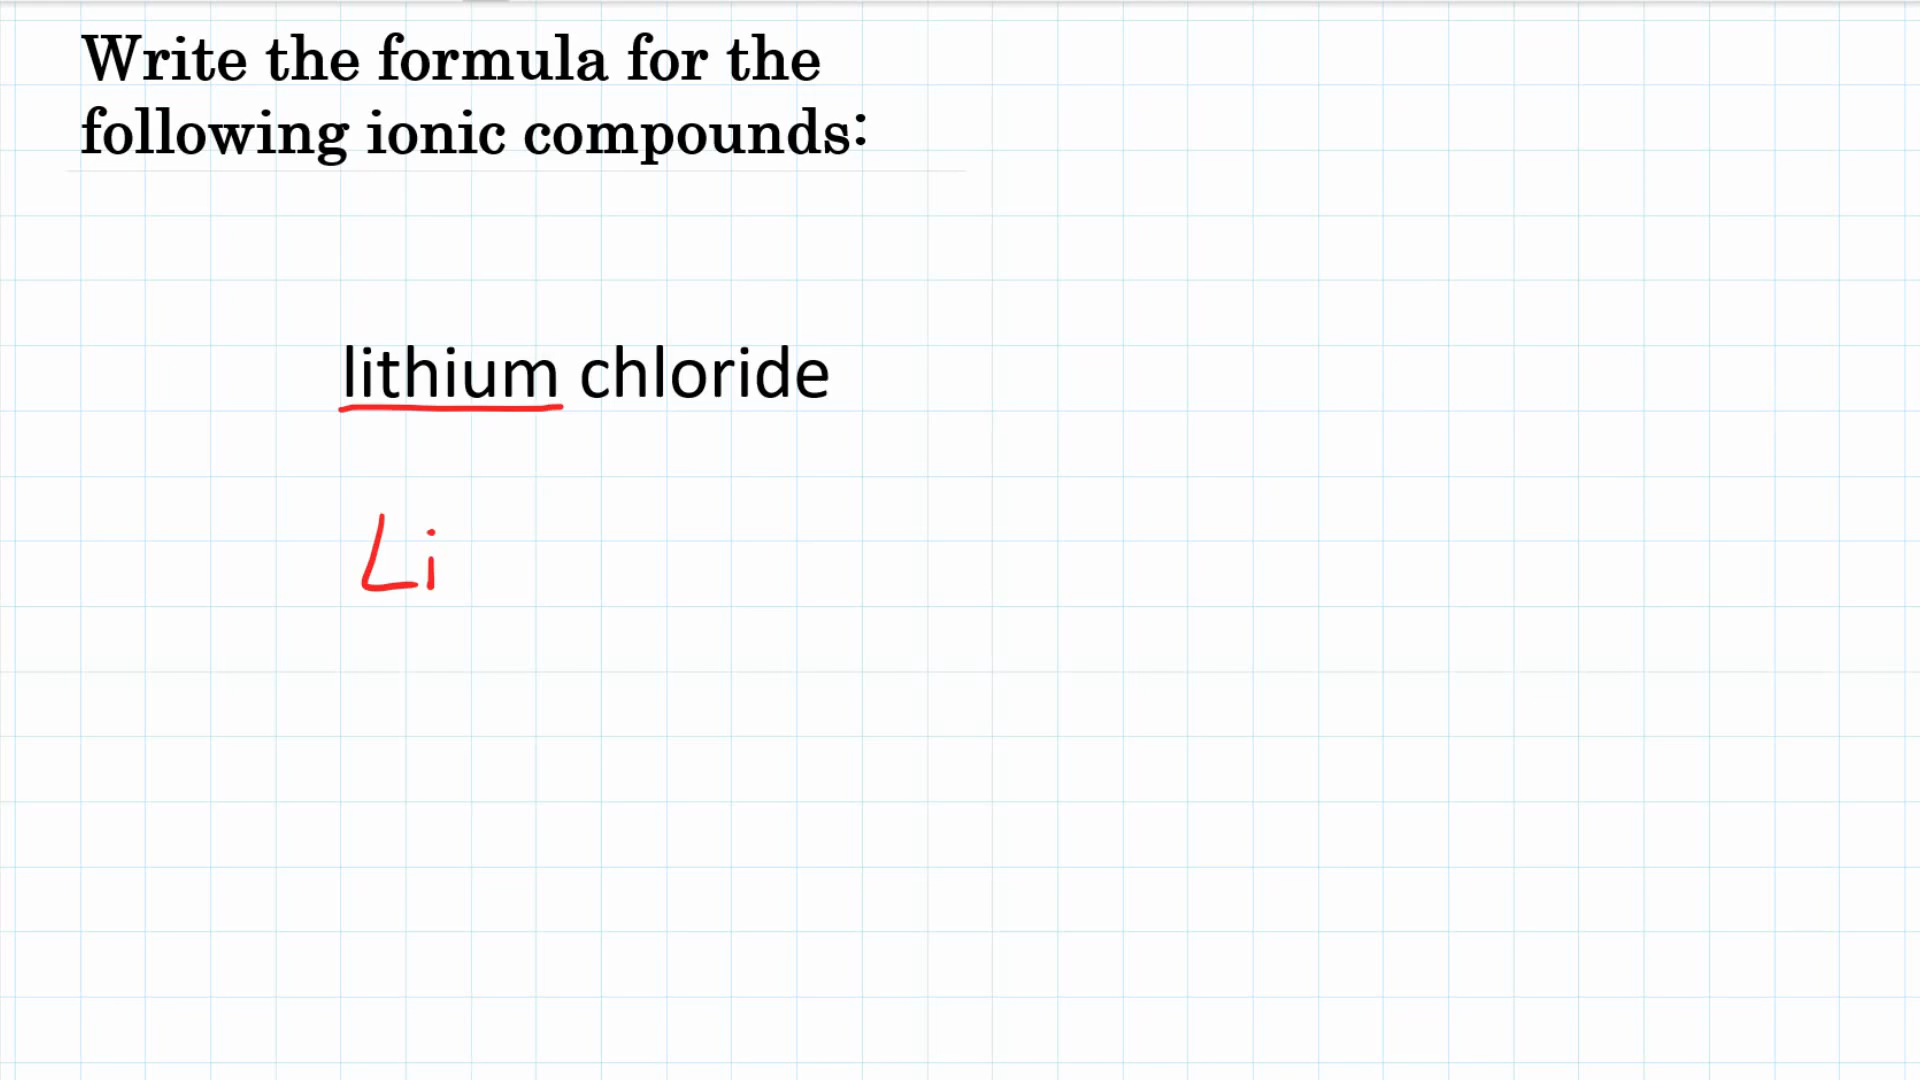 Write the formula for the
following ionic compounds:
lithium chloride
Li